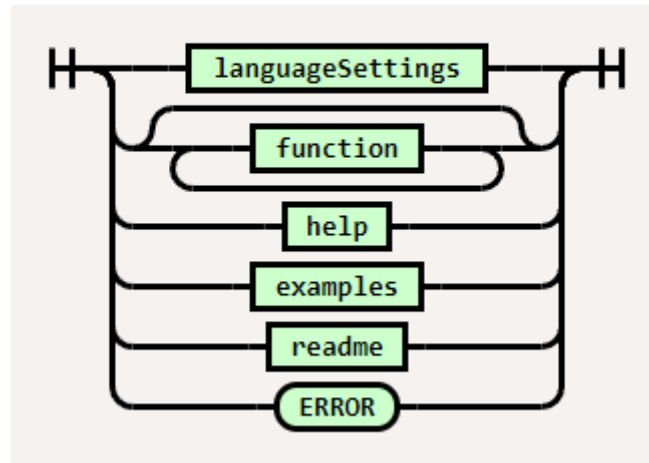 languageSettings
function
help
examples
readme
ERROR